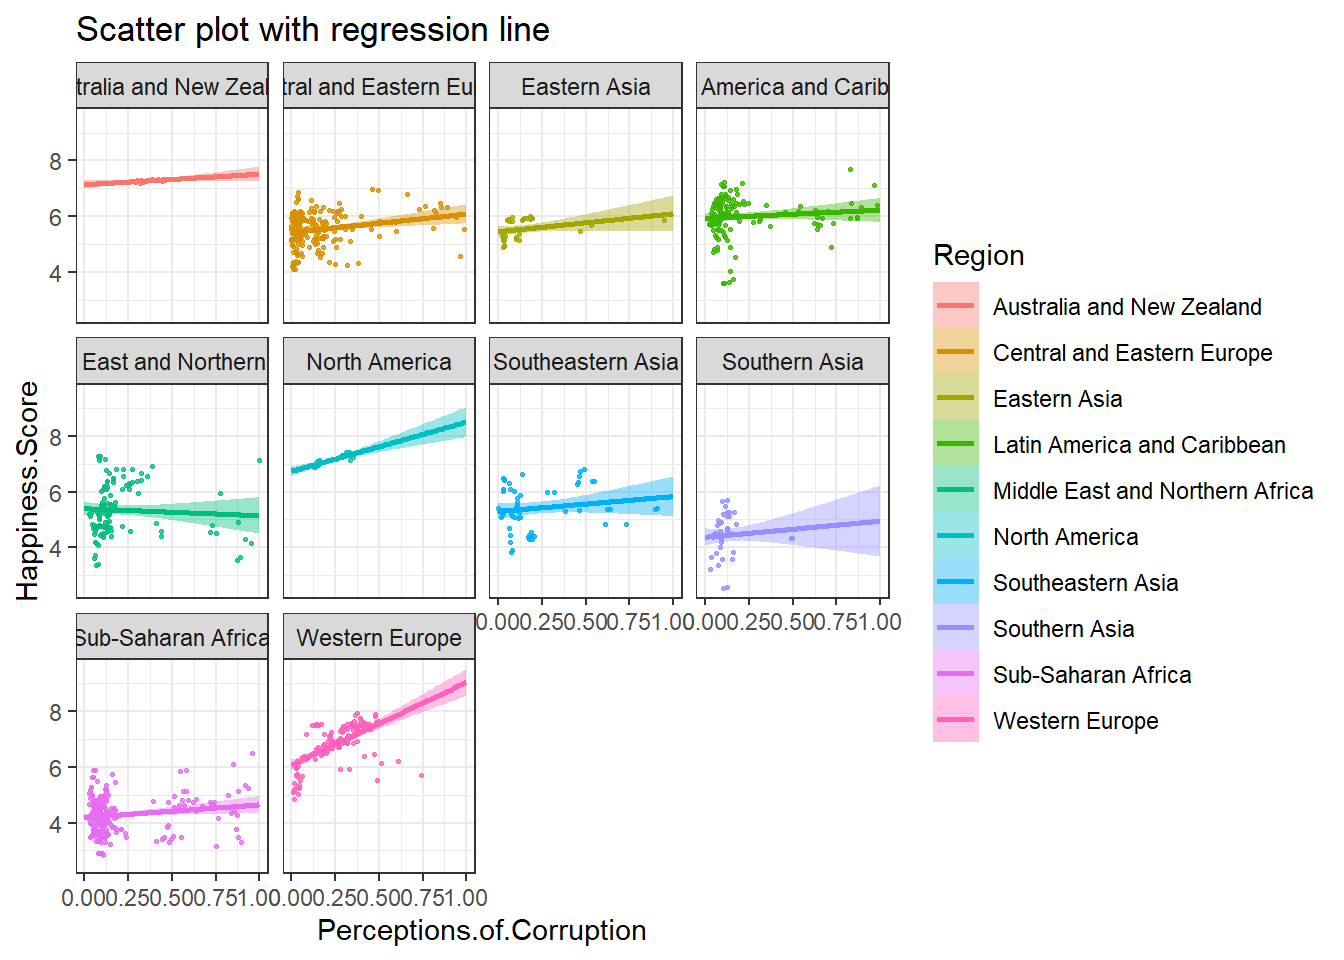 Scatter plot with regression line
tralia and New Zeal
tral and Eastern Eu
Eastern Asia
America and Carib
8
6
4
East and Northern
North America
Southeastern Asia
Southern Asia
8
6
4
0.000.250.500.751.00
0.000.250.500.751.00
Sub-Saharan Africa
Western Europe
8
6
4
0.000.250.500.751.00
0.000.250.500.751.00
Happiness.Score
Perceptions.of.Corruption
Region
Australia and New Zealand
Central and Eastern Europe
Eastern Asia
Latin America and Caribbean
Middle East and Northern Africa
North America
Southeastern Asia
Southern Asia
Sub-Saharan Africa
Western Europe